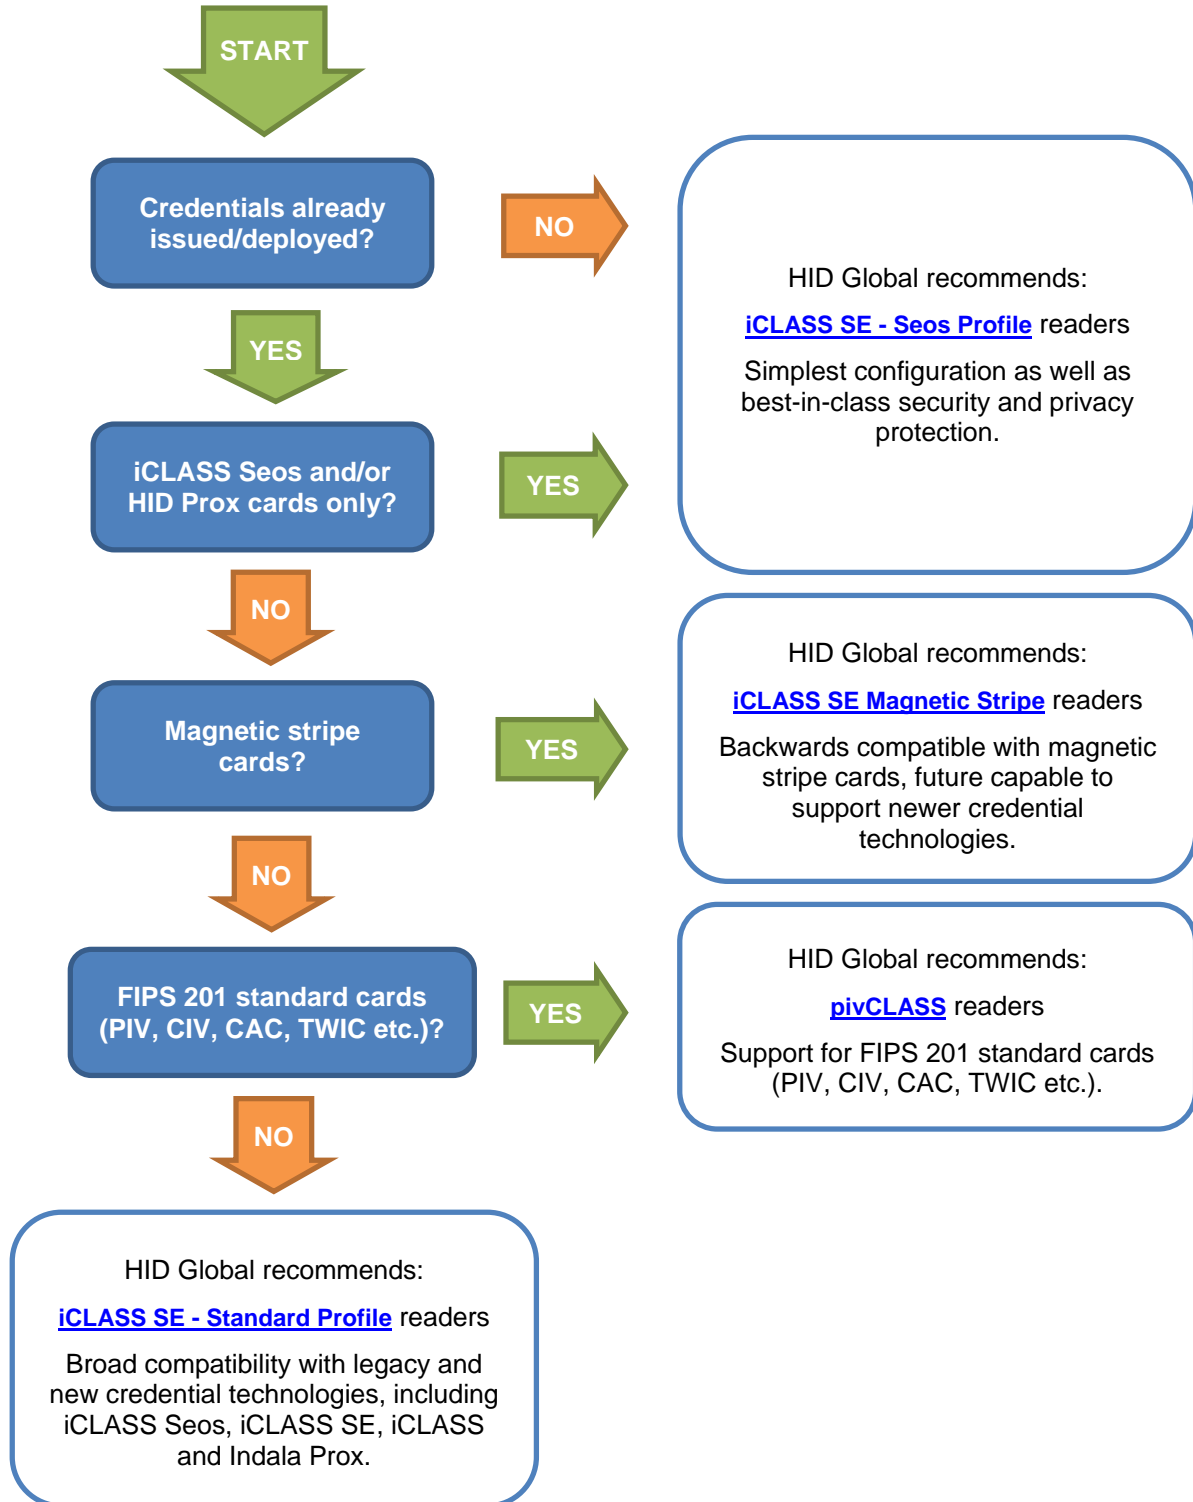 START
Credentials already
issued/deployed?
NO
HID Global recommends:
iCLASS SE - Seos Profile readers
Simplest configuration as well as
best-in-class security and privacy
protection.
YES
iCLASS Seos and/or
HID Prox cards only?
YES
NO
Magnetic stripe
cards?
YES
HID Global recommends:
iCLASS SE Magnetic Stripe readers
Backwards compatible with magnetic
stripe cards, future capable to
support newer credential
technologies.
NO
FIPS 201 standard cards
(PIV, CIV, CAC, TWIC etc.)?
YES
HID Global recommends:
pivCLASS readers
Support for FIPS 201 standard cards
(PIV, CIV, CAC, TWIC etc.).
NO
HID Global recommends:
iCLASS SE - Standard Profile readers
Broad compatibility with legacy and
new credential technologies, including
iCLASS Seos, iCLASS SE, iCLASS
and Indala Prox.